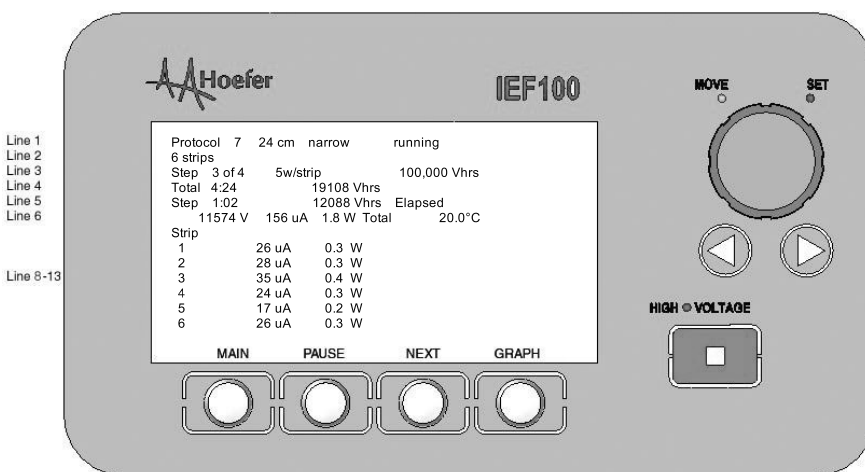 Hoefer
IEF100
MOVE SET
Line 1 Protocol 7 24 cm narrow running
Line 2 6 strips
Line 3 Step 3 of 4 5w/strip 100,000 Vhrs
Line 4 Total 4:24 19108 Vhrs
Line 5 Step 1:02 12088 Vhrs Elapsed
Line 6 11574 V 156 uA 1.8 W Total 20.0°C
Strip
1 26 uA 0.3 W
2 28 uA 0.3 W
Line 8-13 3 35 uA 0.4 W
4 24 uA 0.3 W
5 17 uA 0.2 W
6 26 uA 0.3 W
HIGH VOLTAGE
MAIN PAUSE NEXT GRAPH